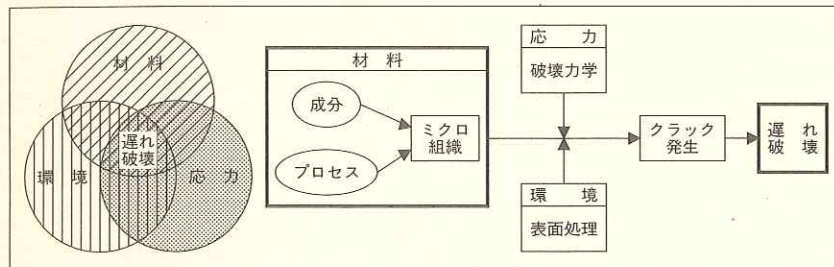 材 料
環 境
応 力
遅れ
破壊
材 料
成分
プロセス
ミクロ
組織
応 力
破壊力学
環 境
表面処理
クラック
発生
遅 れ
破 壊